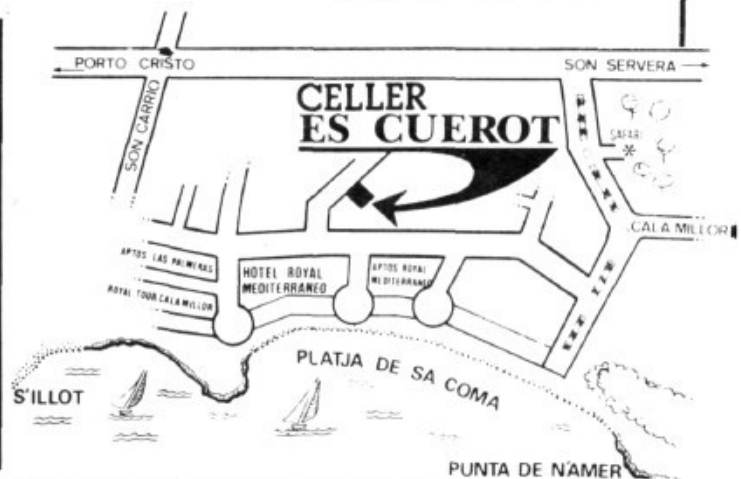 PORTO CRISTO
SON SERVERA
SON CARRIO
CELLER
ES CUEROT
SAFARI
CALA MILLOR
APTOS LAS PALMERAS
ROYAL TOUR CALA MILLOR
HOTEL ROYAL
MEDITERRANEO
APTOS ROYAL
MEDITERRANEO
PLATJA DE SA COMA
S'ILLOT
PUNTA DE N'AMER